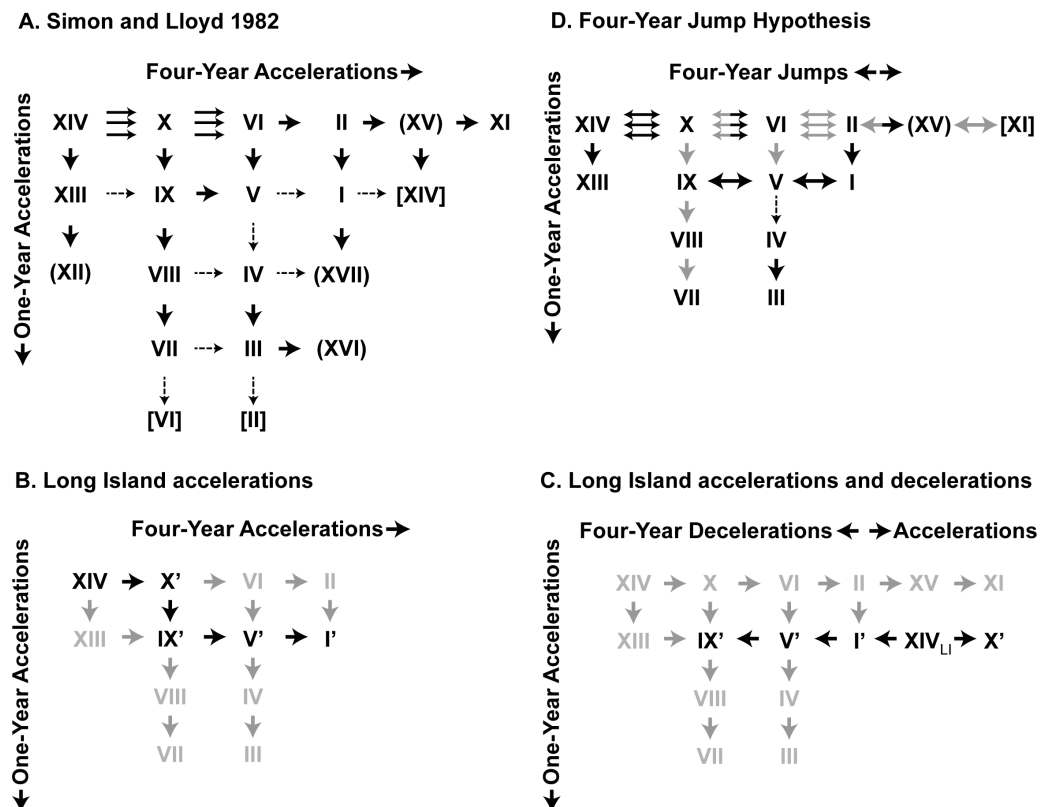 A. Simon and Lloyd 1982
Four-Year Accelerations
One-Year Accelerations
XIV X VI II (XV) XI
XIII IX V I [XIV]
(XII) VIII IV (XVII)
VII III (XVI)
[VI] [II]
D. Four-Year Jump Hypothesis
Four-Year Jumps
One-Year Accelerations
XIV X VI II (XV) [XI]
XIII IX V I
VIII IV
VII III
B. Long Island accelerations
Four-Year Accelerations
One-Year Accelerations
XIV X’ VI II
XIII IX’ V’ I’
VIII IV
VII III
C. Long Island accelerations and decelerations
Four-Year Decelerations Accelerations
One-Year Accelerations
XIV X VI II XV XI
XIII IX’ V’ I’ XIVLI X’
VIII IV
VII III